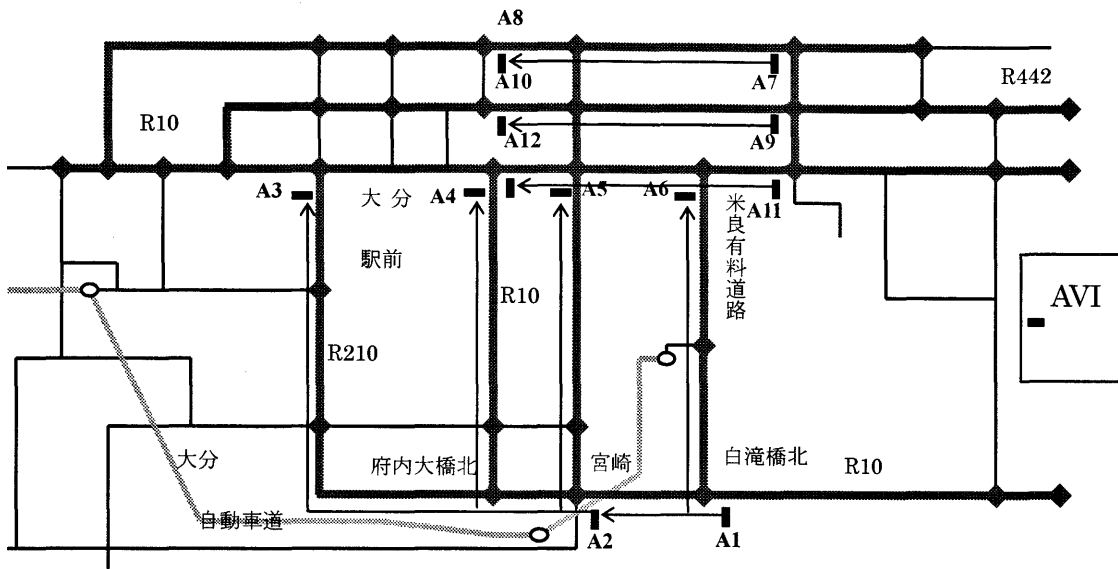 A8
A10
A7
R442
R10
A12
A9
A3
大 分
A4
A5
A6
A11
米良有料道路
駅前
R10
AVI
R210
大分
府内大橋北
宮崎
白滝橋北
R10
自動車道
A2
A1